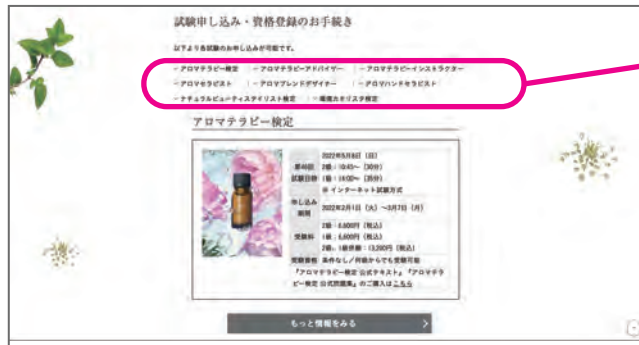 試験申し込み・資格登録のお手続き
以下より各試験のお申し込みが可能です。
− アロマテラピー検定 | − アロマテラピーアドバイザー | − アロマテラピーインストラクター
− アロマセラピスト | − アロマブレンドデザイナー | − アロマハンドセラピスト
− ナチュラルビューティスタイリスト検定 | − 環境カオリスタ検定
アロマテラピー検定
第46回 試験日時
2022年5月8日（日）
2級：10:45〜（30分）
1級：14:00〜（35分）
※ インターネット試験方式
申し込み期間
2022年2月1日（火）〜3月7日（月）
受験料
2級：6,600円（税込）
1級：6,600円（税込）
2級、1級併願：13,200円（税込）
受験資格 条件なし／何級からでも受験可能
『アロマテラピー検定 公式テキスト』『アロマテラ
ピー検定 公式問題集』のご購入はこちら
もっと情報をみる